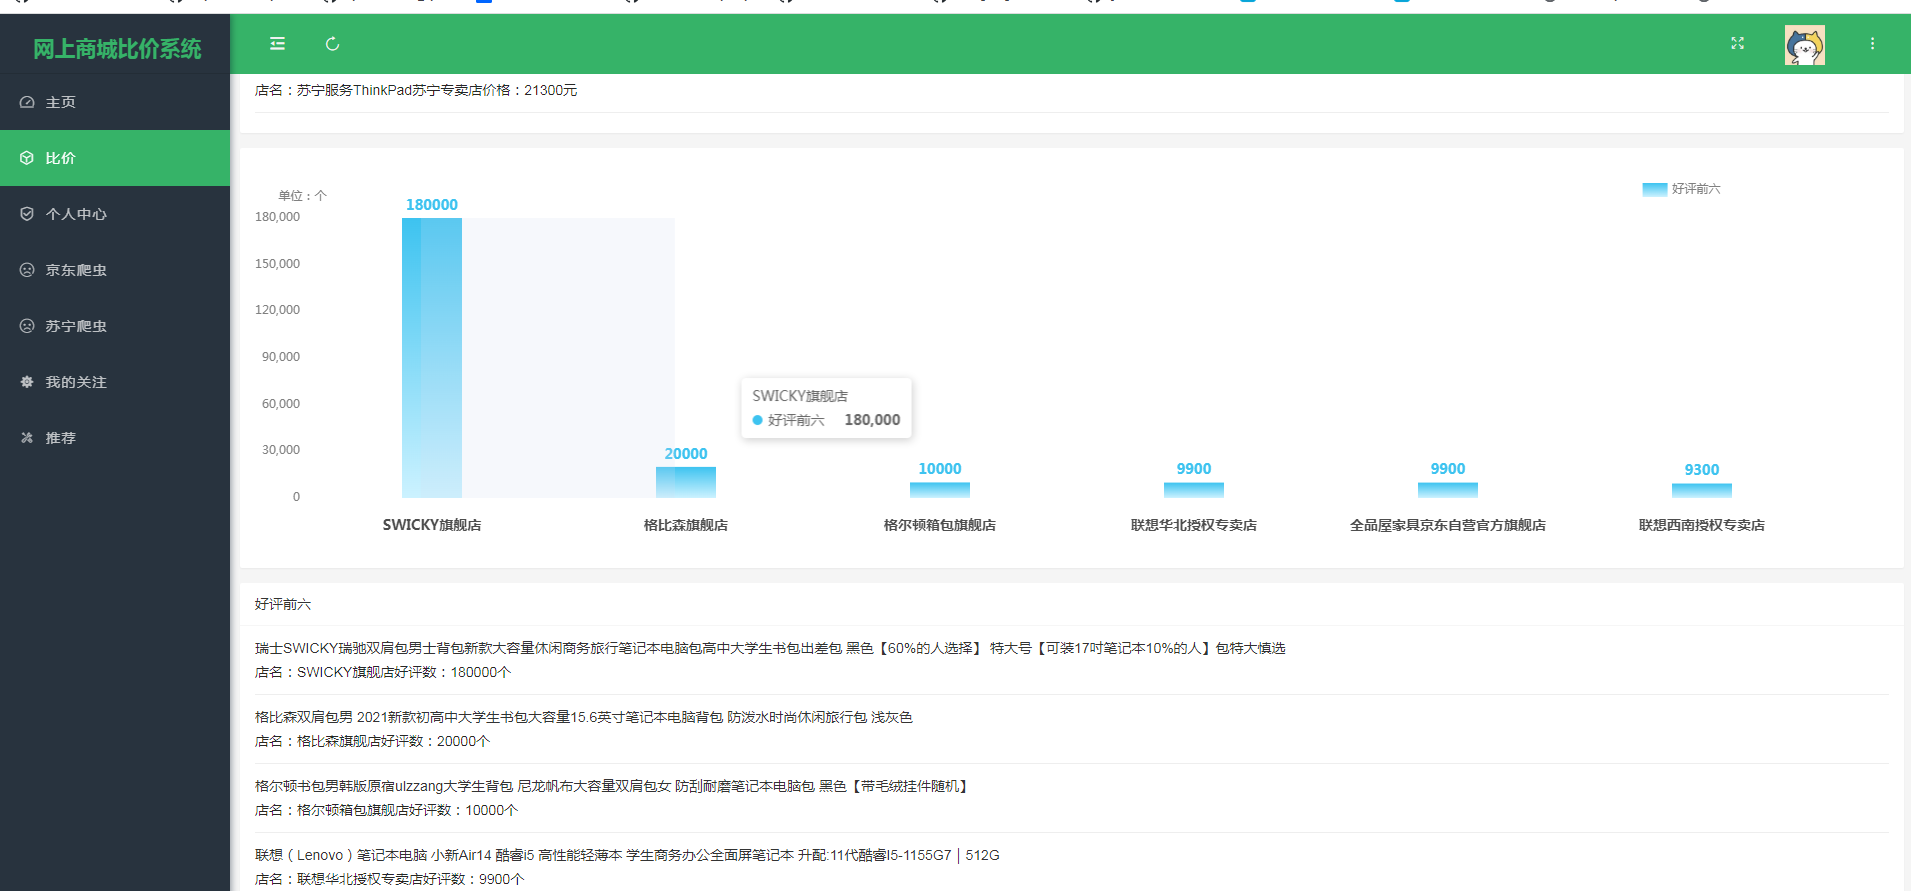 网上商城比价系统
主页
比价
个人中心
京东爬虫
苏宁爬虫
我的关注
推荐
店名：苏宁服务ThinkPad苏宁专卖店价格：21300元
单位：个
好评前六
180,000
150,000
120,000
90,000
60,000
30,000
0
180000
20000
10000
9900
9900
9300
SWICKY旗舰店
好评前六 180,000
SWICKY旗舰店
格比森旗舰店
格尔顿箱包旗舰店
联想华北授权专卖店
全品屋家具京东自营官方旗舰店
联想西南授权专卖店
好评前六
瑞士SWICKY瑞驰双肩包男士背包新款大容量休闲商务旅行笔记本电脑包高中大学生书包出差包 黑色【60%的人选择】 特大号【可装17吋笔记本10%的人】包特大慎选
店名：SWICKY旗舰店好评数：180000个
格比森双肩包男 2021新款初高中大学生书包大容量15.6英寸笔记本电脑背包 防泼水时尚休闲旅行包 浅灰色
店名：格比森旗舰店好评数：20000个
格尔顿书包男韩版原宿ulzzang大学生背包 尼龙帆布大容量双肩包女 防刮耐磨笔记本电脑包 黑色【带毛绒挂件随机】
店名：格尔顿箱包旗舰店好评数：10000个
联想（Lenovo）笔记本电脑 小新Air14 酷睿i5 高性能轻薄本 学生商务办公全面屏笔记本 升配:11代酷睿I5-1155G7│512G
店名：联想华北授权专卖店好评数：9900个